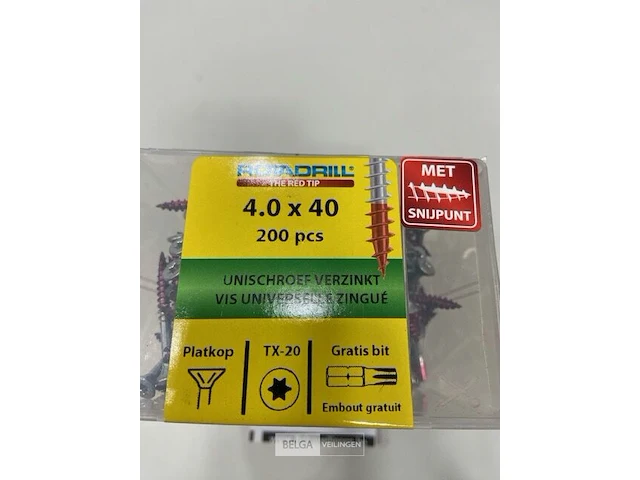 ROTADRILL®
THE RED TIP
4.0 x 40
200 pcs
MET
SNIJPUNT
UNISCHROEF VERZINKT
VIS UNIVERSELLE ZINGUÉ
Platkop
TX-20
Gratis bit
Embout gratuit
BELGA VEILINGEN